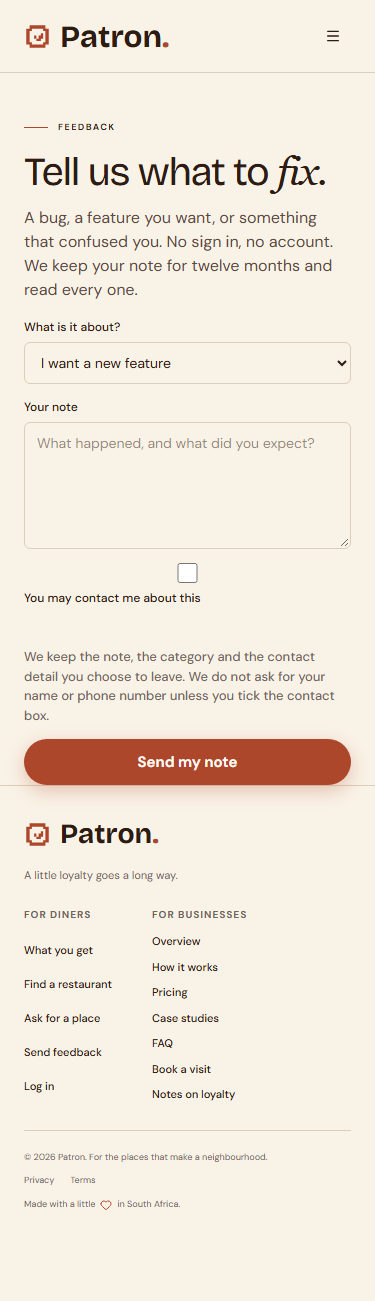 Patron.
FEEDBACK
Tell us what to fix.
A bug, a feature you want, or something
that confused you. No sign in, no account.
We keep your note for twelve months and
read every one.
What is it about?
I want a new feature
Your note
What happened, and what did you expect?
You may contact me about this
We keep the note, the category and the contact
detail you choose to leave. We do not ask for your
name or phone number unless you tick the contact
box.
Send my note
Patron.
A little loyalty goes a long way.
FOR DINERS
What you get
Find a restaurant
Ask for a place
Send feedback
Log in
FOR BUSINESSES
Overview
How it works
Pricing
Case studies
FAQ
Book a visit
Notes on loyalty
© 2026 Patron. For the places that make a neighbourhood.
Privacy Terms
Made with a little in South Africa.